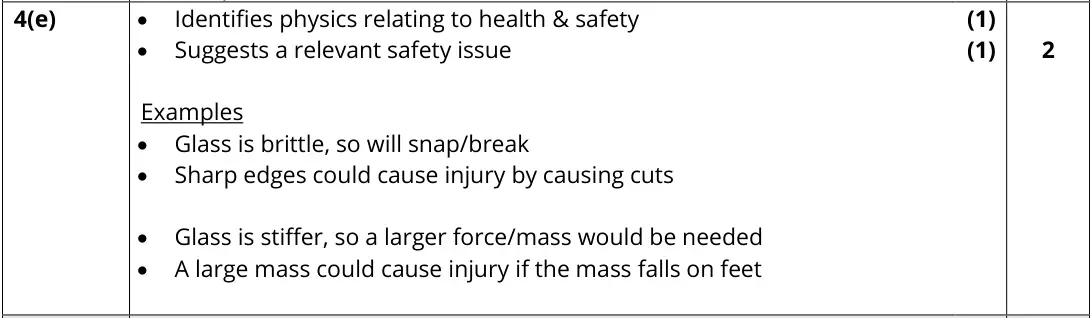 4(e)
• Identifies physics relating to health & safety (1)
• Suggests a relevant safety issue (1) 2
Examples
• Glass is brittle, so will snap/break
• Sharp edges could cause injury by causing cuts
• Glass is stiffer, so a larger force/mass would be needed
• A large mass could cause injury if the mass falls on feet